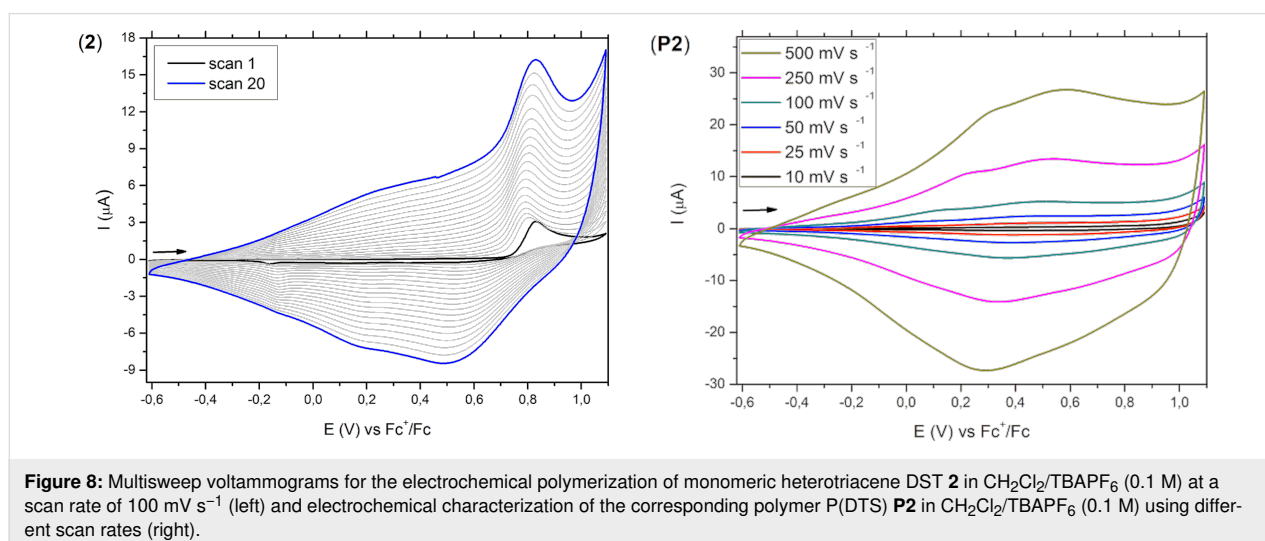 (2)
18
15
12
9
6
3
0
-3
-6
-9
I (μA)
scan 1
scan 20
-0,6 -0,4 -0,2 0,0 0,2 0,4 0,6 0,8 1,0
E (V) vs Fc⁺/Fc
(P2)
30
20
10
0
-10
-20
-30
I (μA)
500 mV s ⁻¹
250 mV s ⁻¹
100 mV s ⁻¹
50 mV s ⁻¹
25 mV s ⁻¹
10 mV s ⁻¹
-0,6 -0,4 -0,2 0,0 0,2 0,4 0,6 0,8 1,0
E (V) vs Fc⁺/Fc
Figure 8: Multisweep voltammograms for the electrochemical polymerization of monomeric heterotriacene DST 2 in CH₂Cl₂/TBAPF₆ (0.1 M) at a
scan rate of 100 mV s⁻¹ (left) and electrochemical characterization of the corresponding polymer P(DTS) P2 in CH₂Cl₂/TBAPF₆ (0.1 M) using differ-
ent scan rates (right).